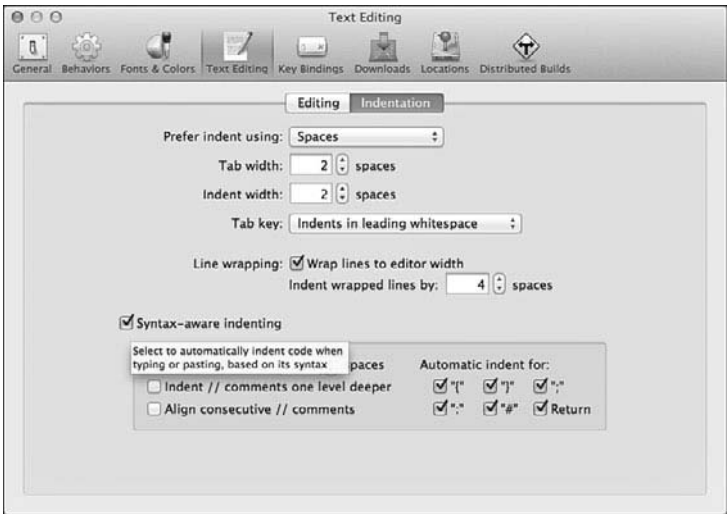 Text Editing
General Behaviors Fonts & Colors Text Editing Key Bindings Downloads Locations Distributed Builds
Editing Indentation
Prefer indent using: Spaces
Tab width: 2 spaces
Indent width: 2 spaces
Tab key: Indents in leading whitespace
Line wrapping: Wrap lines to editor width
Indent wrapped lines by: 4 spaces
Syntax-aware indenting
Select to automatically indent code when
typing or pasting, based on its syntax
paces Automatic indent for:
Indent // comments one level deeper "{" "}" ";"
Align consecutive // comments ":" "#" Return